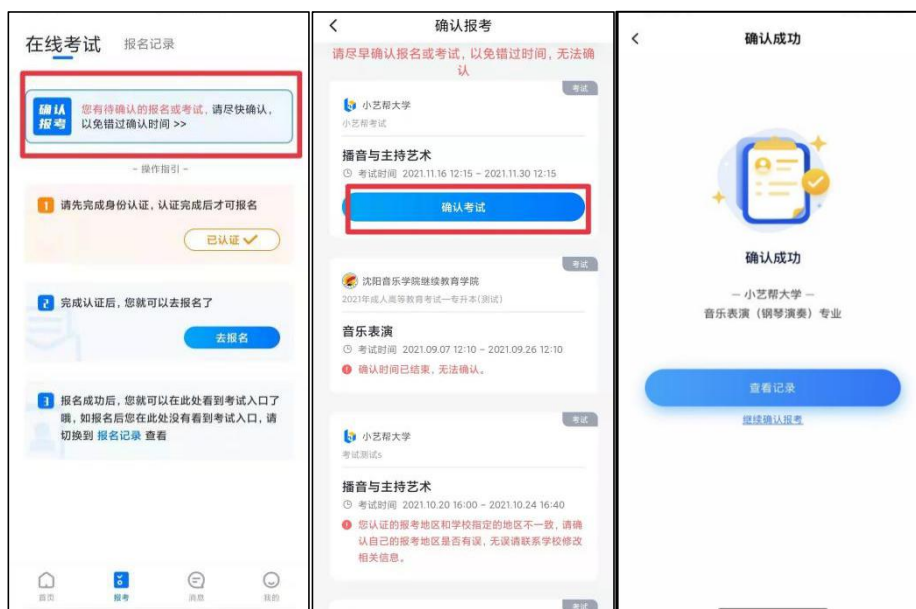 在线考试 报名记录
确认
报考
您有待确认的报名或考试, 请尽快确认,
以免错过确认时间 >>
- 操作指引 -
1 请先完成身份认证, 认证完成后才可报名
已认证
2 完成认证后, 您就可以去报名了
去报名
3 报名成功后, 您就可以在此处看到考试入口了
哦, 如报名后您在此处没有看到考试入口, 请
切换到 报名记录 查看
首页 报考 消息 我的
确认报考
请尽早确认报名或考试, 以免错过时间, 无法确
认
考试
小艺帮大学
小艺帮考试
播音与主持艺术
考试时间 2021.11.16 12:15 - 2021.11.30 12:15
确认考试
考试
沈阳音乐学院继续教育学院
2021年成人高等教育考试—专升本(测试)
音乐表演
考试时间 2021.09.07 12:10 - 2021.09.26 12:10
确认时间已结束, 无法确认。
考试
小艺帮大学
考试测试s
播音与主持艺术
考试时间 2021.10.20 16:00 - 2021.10.24 16:40
您认证的报考地区和学校指定的地区不一致, 请确
认自己的报考地区是否有误, 无误请联系学校修改
相关信息。
考试
确认成功
确认成功
— 小艺帮大学 —
音乐表演（钢琴演奏）专业
查看记录
继续确认报考